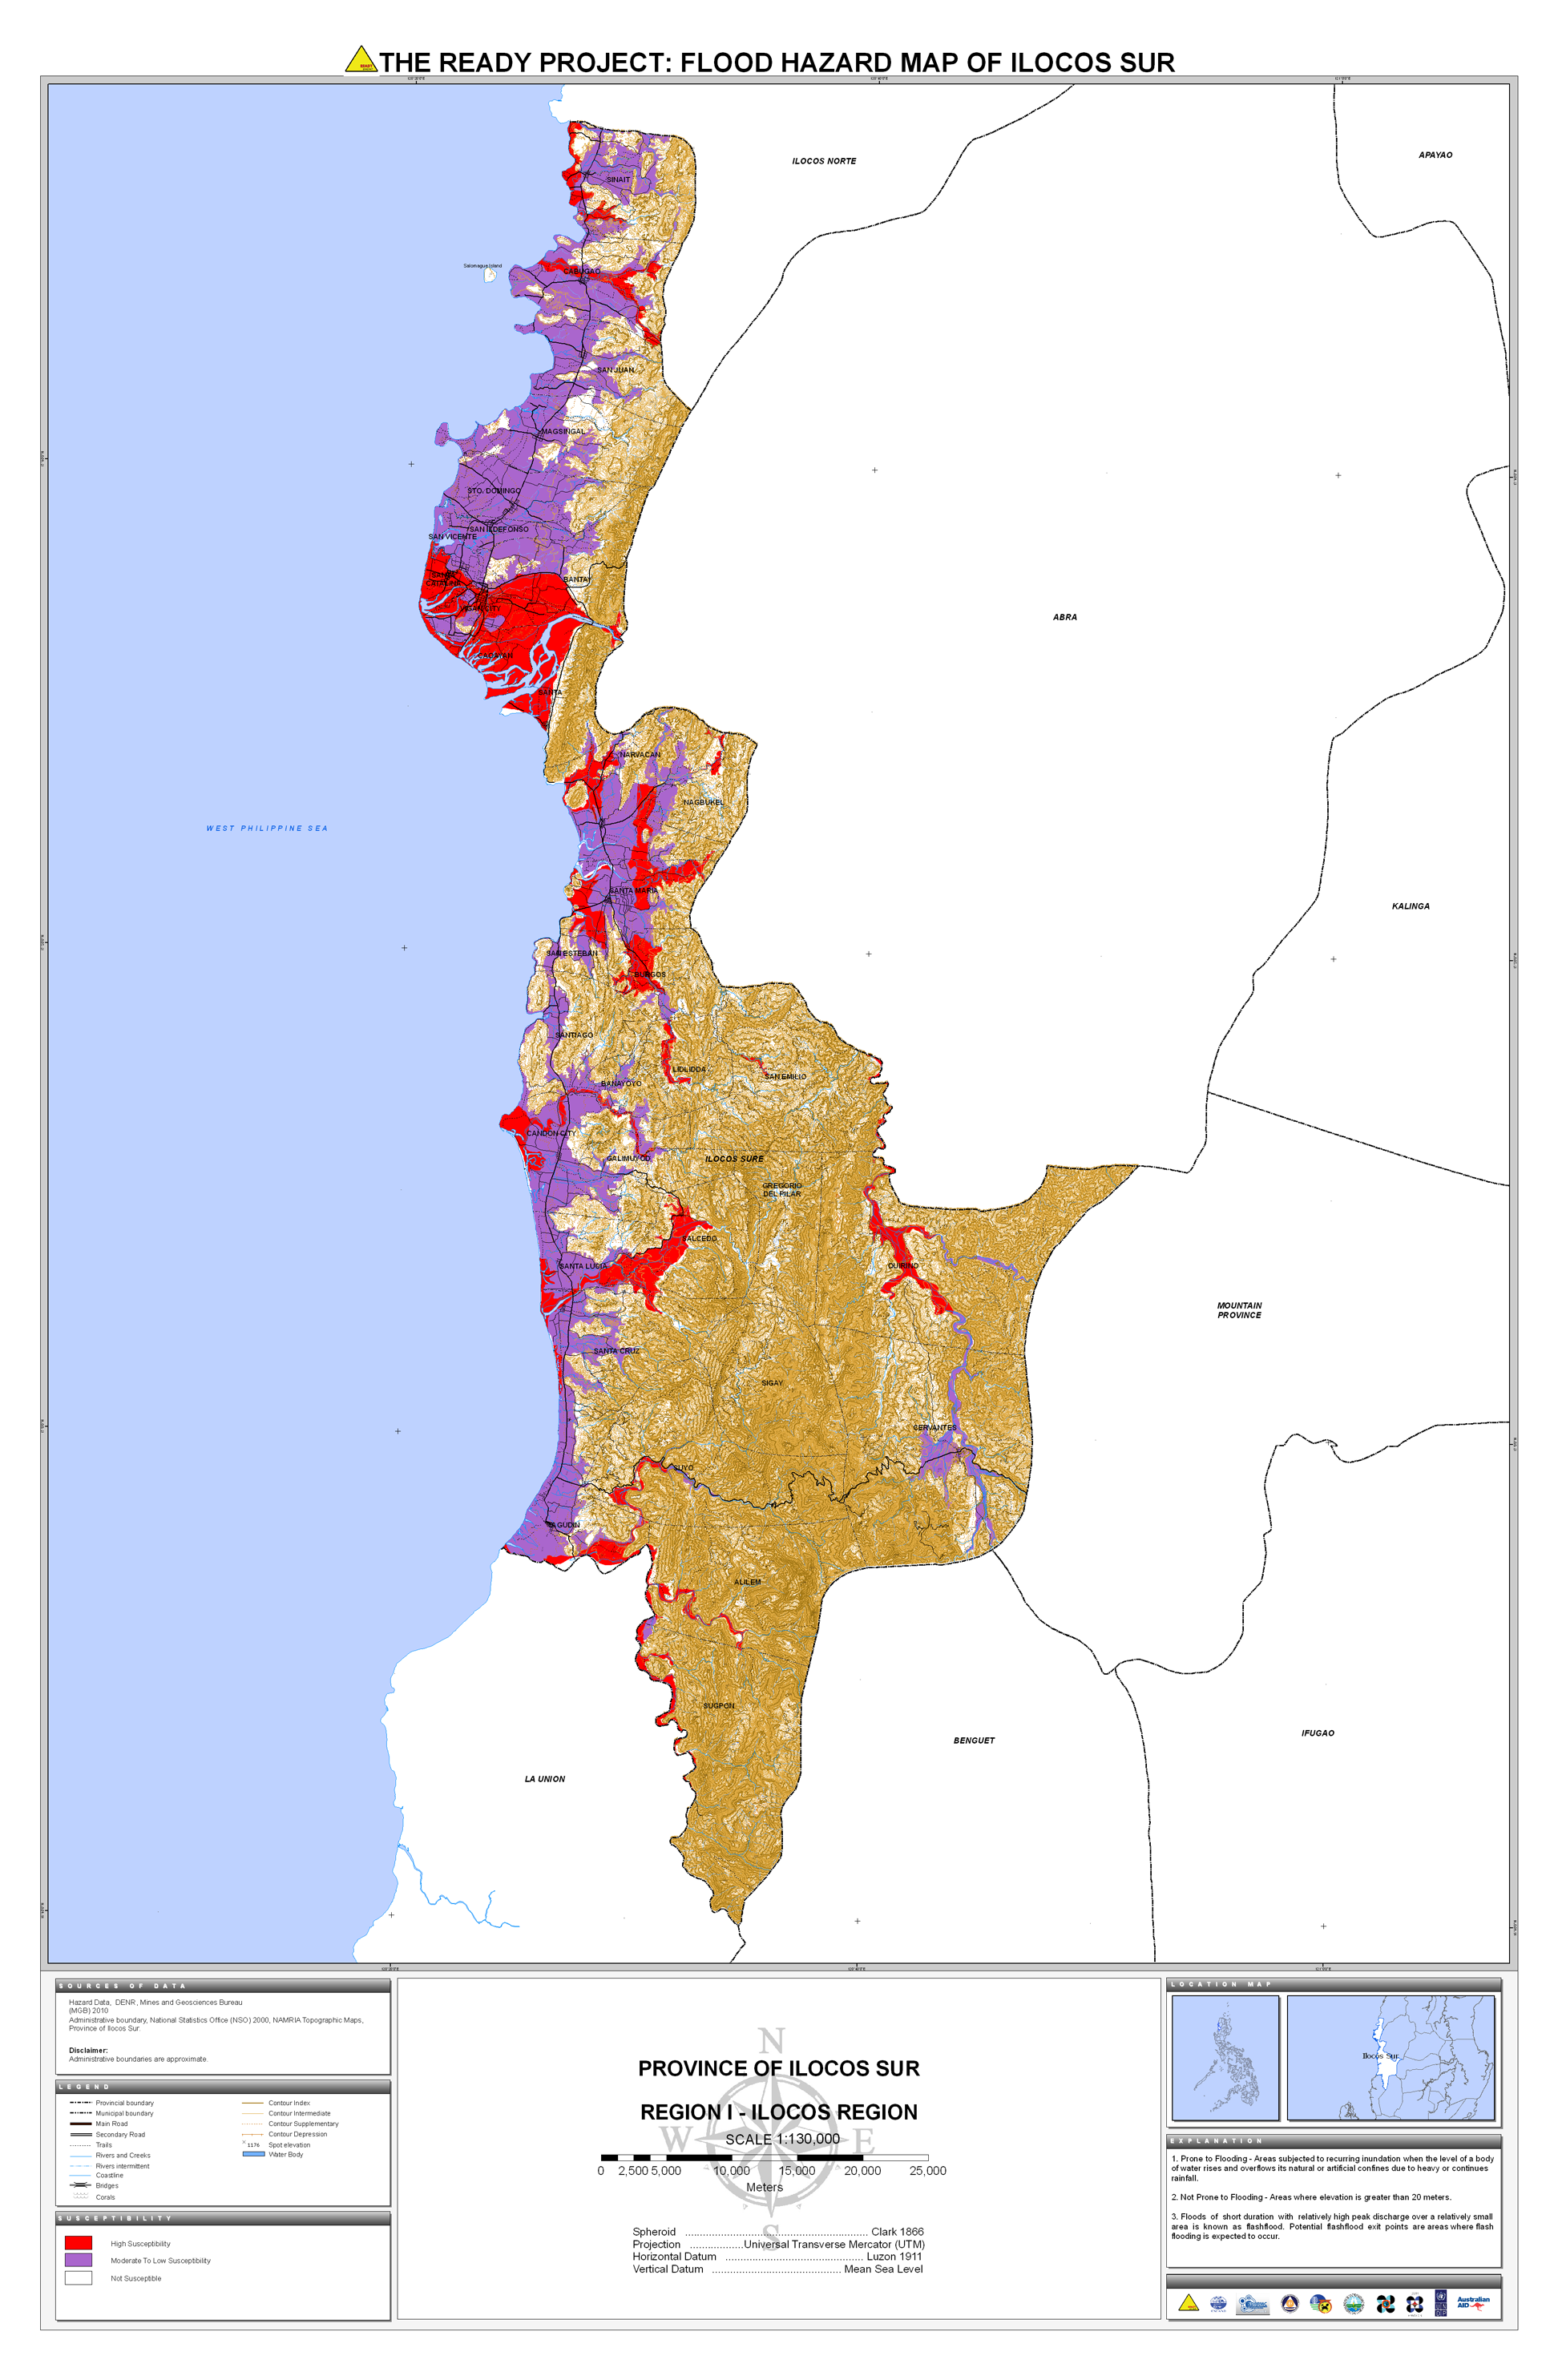 THE READY PROJECT: FLOOD HAZARD MAP OF ILOCOS SUR
ILOCOS NORTE
APAYAO
SINAIT
Salomague Island
CABUGAO
SAN JUAN
MAGSINGAL
STO. DOMINGO
SAN ILDEFONSO
SAN VICENTE
SANTA
CATALINA
BANTAY
VIGAN CITY
ABRA
CAOAYAN
SANTA
NARVACAN
NAGBUKEL
WEST PHILIPPINE SEA
SANTA MARIA
KALINGA
SAN ESTEBAN
BURGOS
SANTIAGO
LIDLIDDA
SAN EMILIO
BANAYOYO
CANDON CITY
GALIMUYOD
ILOCOS SURE
GREGORIO
DEL PILAR
SALCEDO
SANTA LUCIA
QUIRINO
MOUNTAIN
PROVINCE
SANTA CRUZ
SIGAY
CERVANTES
SUYO
TAGUDIN
ALILEM
SUGPON
BENGUET
IFUGAO
LA UNION
SOURCES OF DATA
Hazard Data, DENR, Mines and Geosciences Bureau
(MGB) 2010.
Administrative boundary, National Statistics Office (NSO) 2000, NAMRIA Topographic Maps,
Province of Ilocos Sur.
Disclaimer:
Administrative boundaries are approximate.
LEGEND
Provincial boundary
Municipal boundary
Main Road
Secondary Road
Trails
Rivers and Creeks
Rivers intermittent
Coastline
Bridges
Corals
Contour Index
Contour Intermediate
Contour Supplementary
Contour Depression
1176 Spot elevation
Water Body
SUSCEPTIBILITY
High Susceptibility
Moderate To Low Susceptibility
Not Susceptible
N
W
E
S
PROVINCE OF ILOCOS SUR
REGION I - ILOCOS REGION
SCALE 1:130,000
0 2,500 5,000 10,000 15,000 20,000 25,000
Meters
Spheroid ........ Clark 1866
Projection ........ Universal Transverse Mercator (UTM)
Horizontal Datum ........ Luzon 1911
Vertical Datum ........ Mean Sea Level
LOCATION MAP
Ilocos Sur
EXPLANATION
1. Prone to Flooding - Areas subjected to recurring inundation when the level of a body
of water rises and overflows its natural or artificial confines due to heavy or continues
rainfall.
2. Not Prone to Flooding - Areas where elevation is greater than 20 meters.
3. Floods of short duration with relatively high peak discharge over a relatively small
area is known as flashflood. Potential flashflood exit points are areas where flash
flooding is expected to occur.
Australian
AID